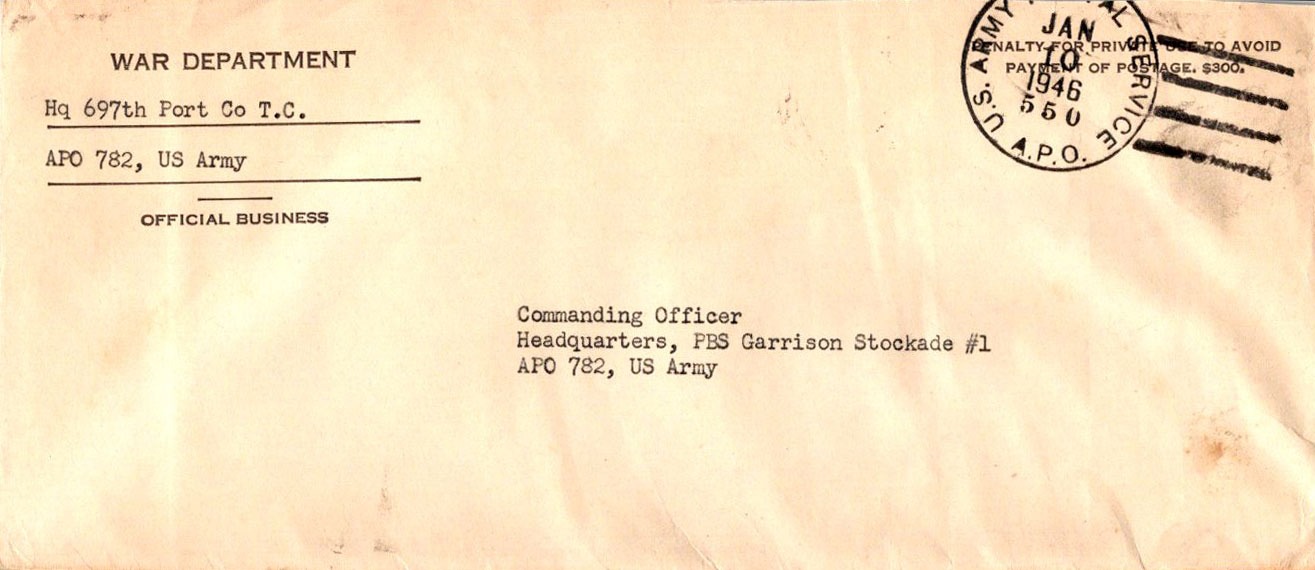 WAR DEPARTMENT
Hq 697th Port Co T.C.
APO 782, US Army
OFFICIAL BUSINESS
PENALTY FOR PRIVATE USE TO AVOID
PAYMENT OF POSTAGE. $300.
U.S. ARMY POSTAL SERVICE
JAN
10
1946
550
A.P.O.
Commanding Officer
Headquarters, PBS Garrison Stockade #1
APO 782, US Army